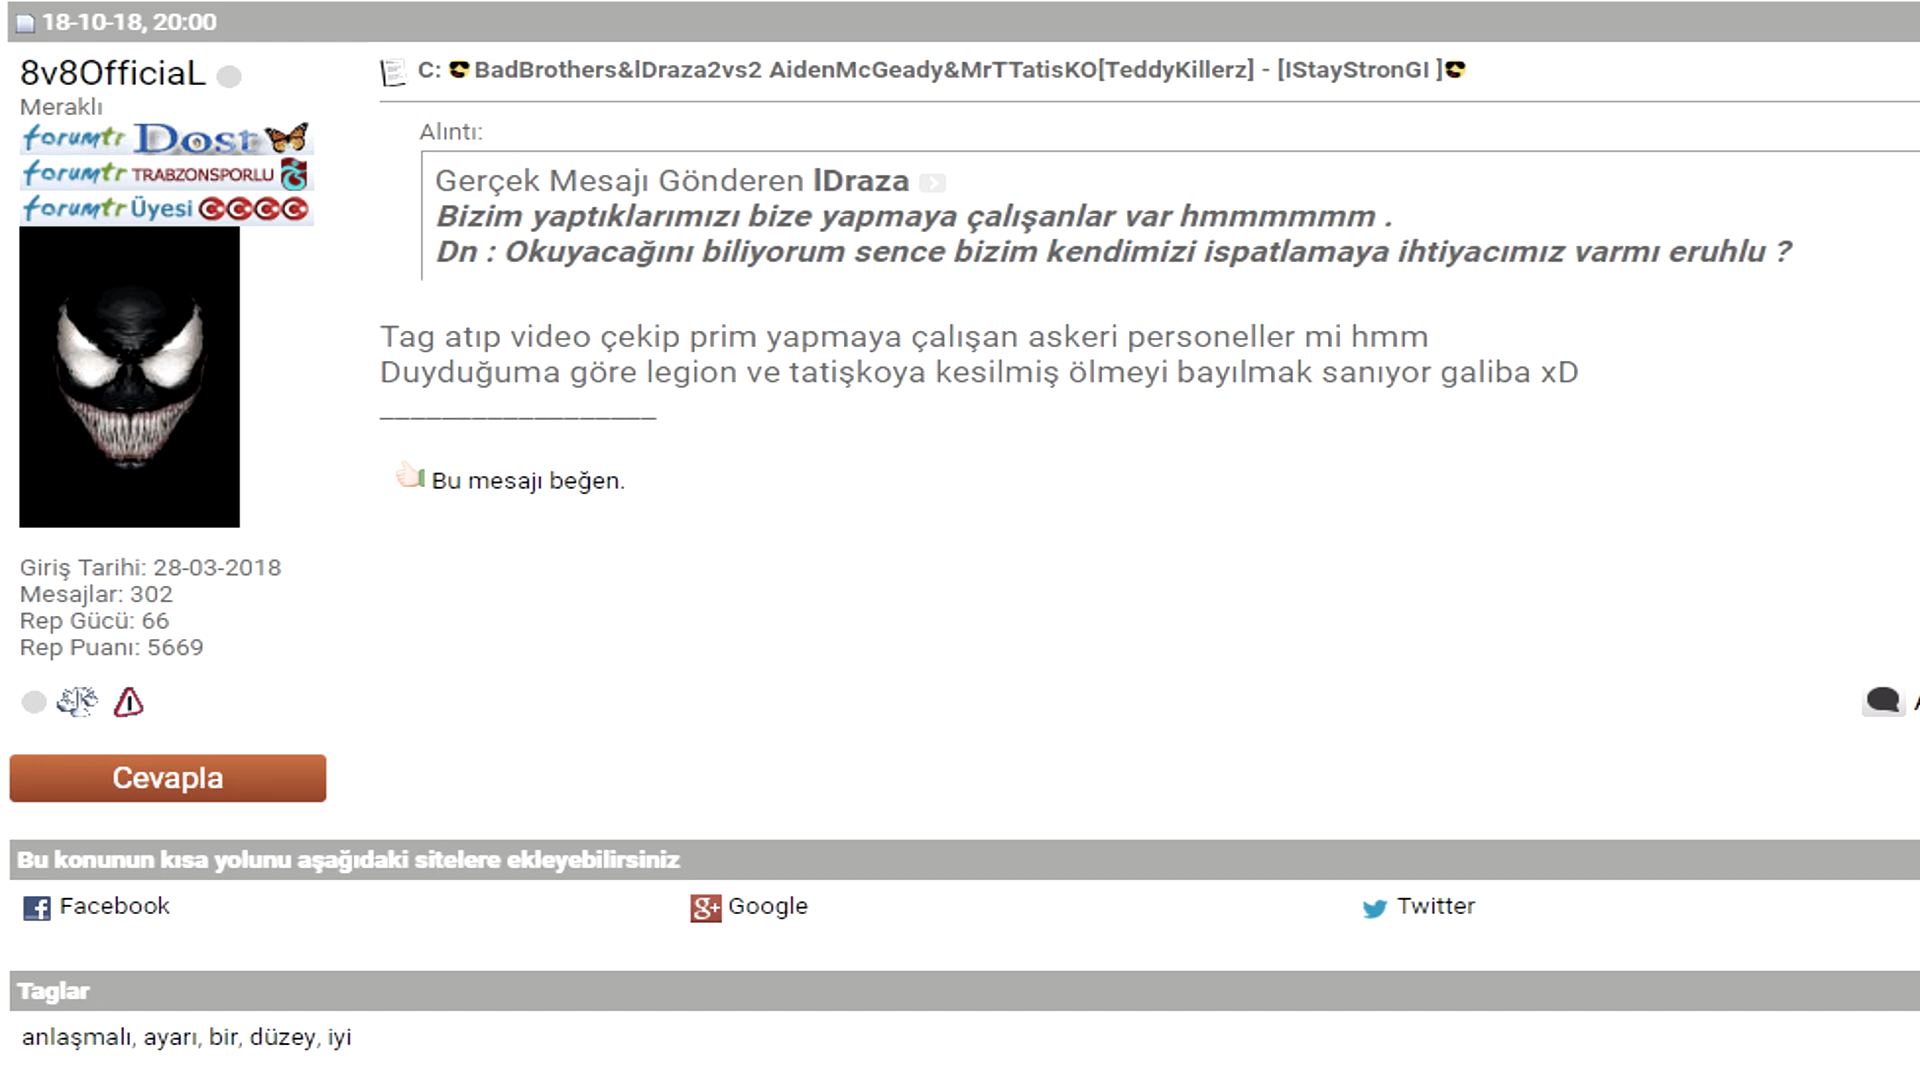 18-10-18, 20:00
8v8OfficiaL
Meraklı
forumtr Dost
forumtr TRABZONSPORLU
forumtr Üyesi
C: BadBrothers&lDraza2vs2 AidenMcGeady&MrTTatisKO[TeddyKillerz] - [IStayStronGI ]
Alıntı:
Gerçek Mesajı Gönderen lDraza
Bizim yaptıklarımızı bize yapmaya çalışanlar var hmmmmmm .
Dn : Okuyacağını biliyorum sence bizim kendimizi ispatlamaya ihtiyacımız varmı eruhlu ?
Tag atıp video çekip prim yapmaya çalışan askeri personeller mi hmm
Duyduğuma göre legion ve tatişkoya kesilmiş ölmeyi bayılmak sanıyor galiba xD
__________________
Bu mesajı beğen.
Giriş Tarihi: 28-03-2018
Mesajlar: 302
Rep Gücü: 66
Rep Puanı: 5669
Cevapla
Bu konunun kısa yolunu aşağıdaki sitelere ekleyebilirsiniz
Facebook
Google
Twitter
Taglar
anlaşmalı, ayarı, bir, düzey, iyi